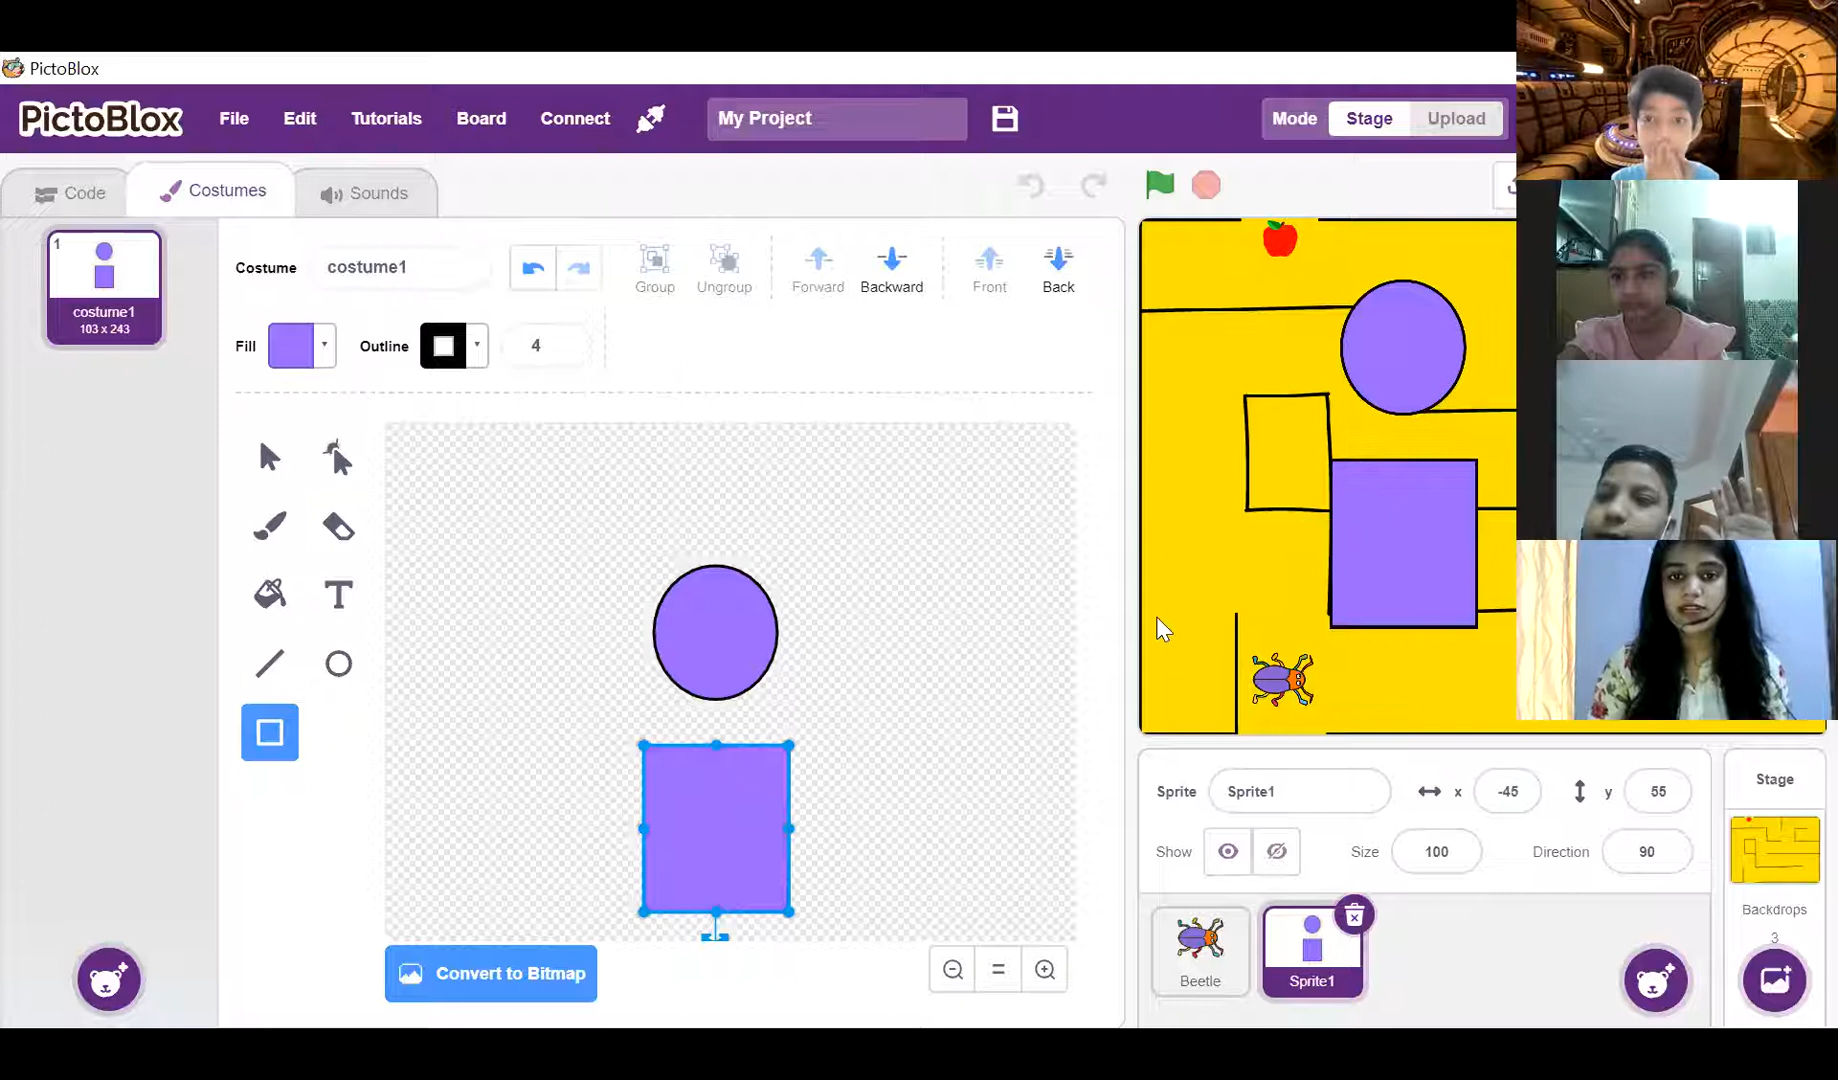 PictoBlox
PictoBlox File Edit Tutorials Board Connect My Project Mode Stage Upload
Code Costumes Sounds
1
costume1
103 x 243
Costume costume1 Group Ungroup Forward Backward Front Back
Fill Outline 4
T
Convert to Bitmap
Sprite Sprite1 x -45 y 55
Show Size 100 Direction 90
Beetle
Sprite1
Stage
Backdrops
3